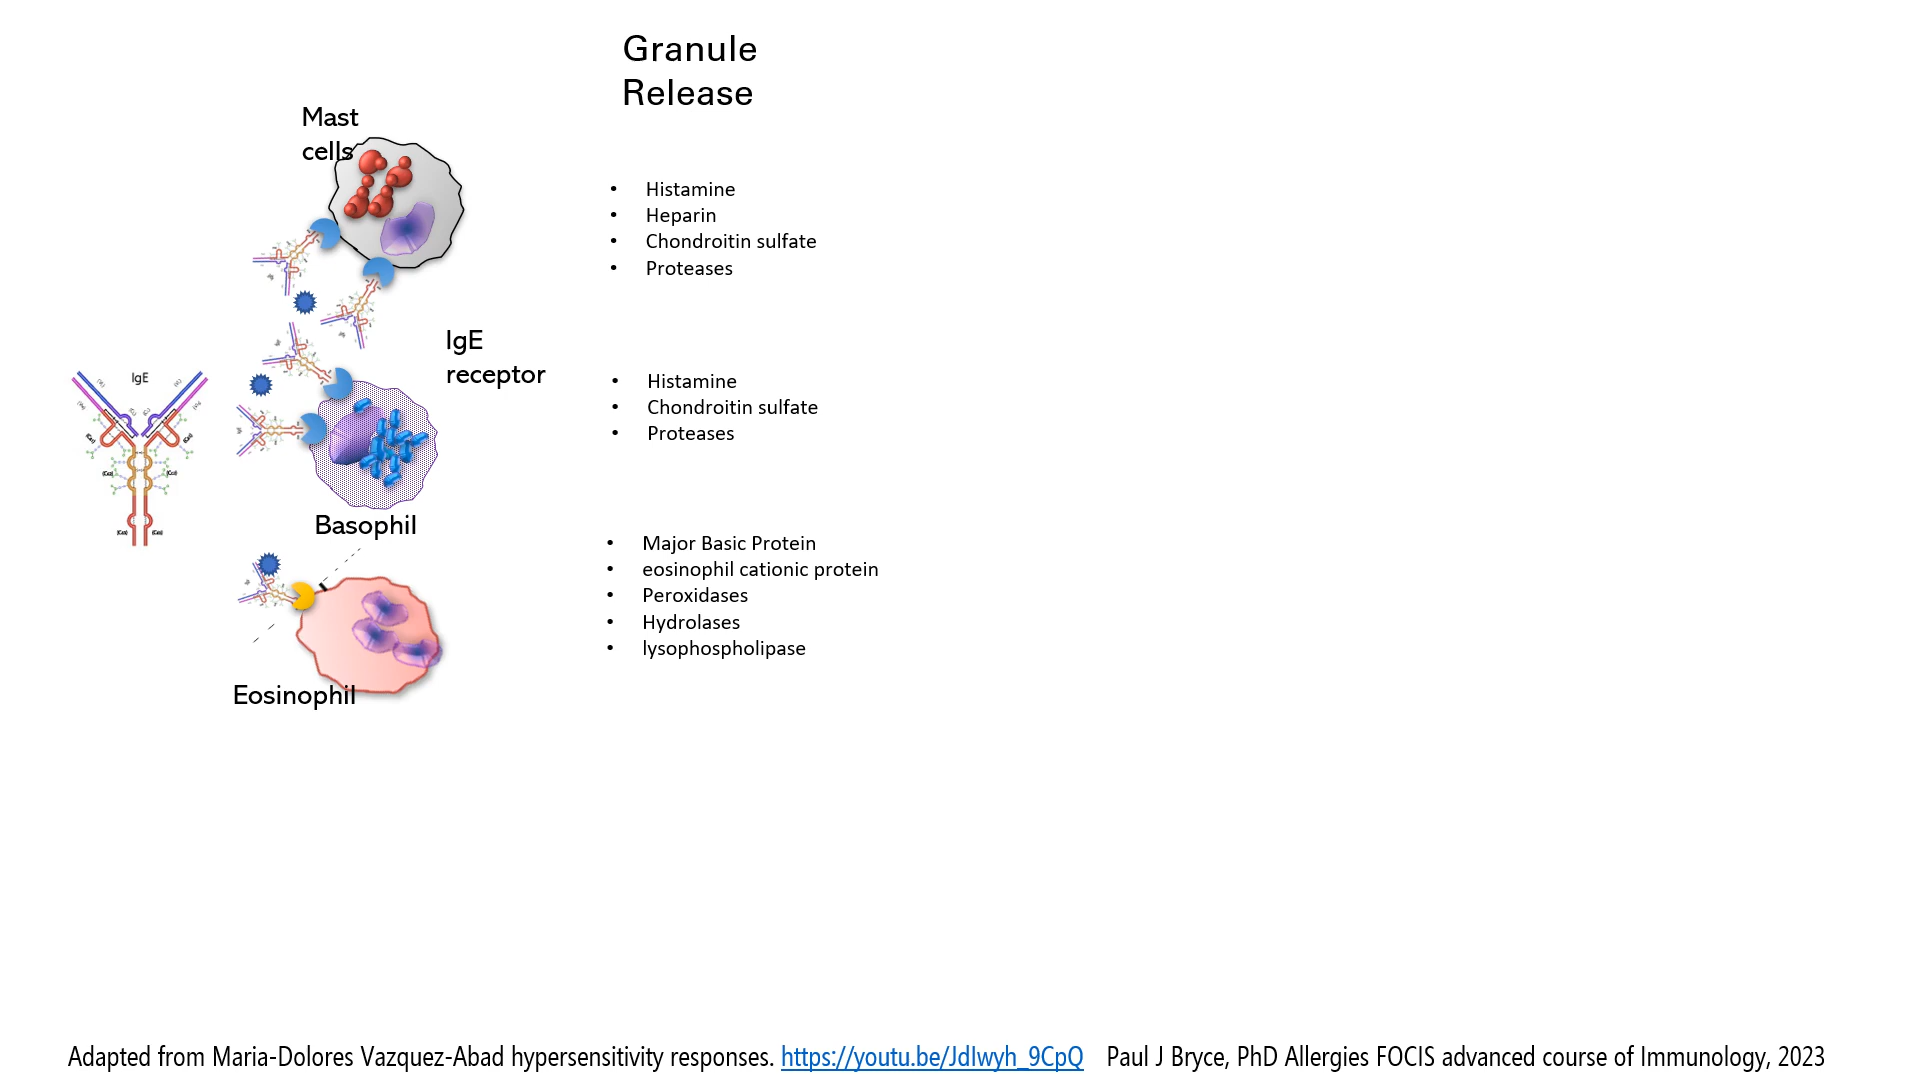 Granule
Release
Mast
cells
• Histamine
• Heparin
• Chondroitin sulfate
• Proteases
IgE
receptor
IgE
• Histamine
• Chondroitin sulfate
• Proteases
Basophil
• Major Basic Protein
• eosinophil cationic protein
• Peroxidases
• Hydrolases
• lysophospholipase
Eosinophil
Adapted from Maria-Dolores Vazquez-Abad hypersensitivity responses. https://youtu.be/JdIwyh_9CpQ Paul J Bryce, PhD Allergies FOCIS advanced course of Immunology, 2023